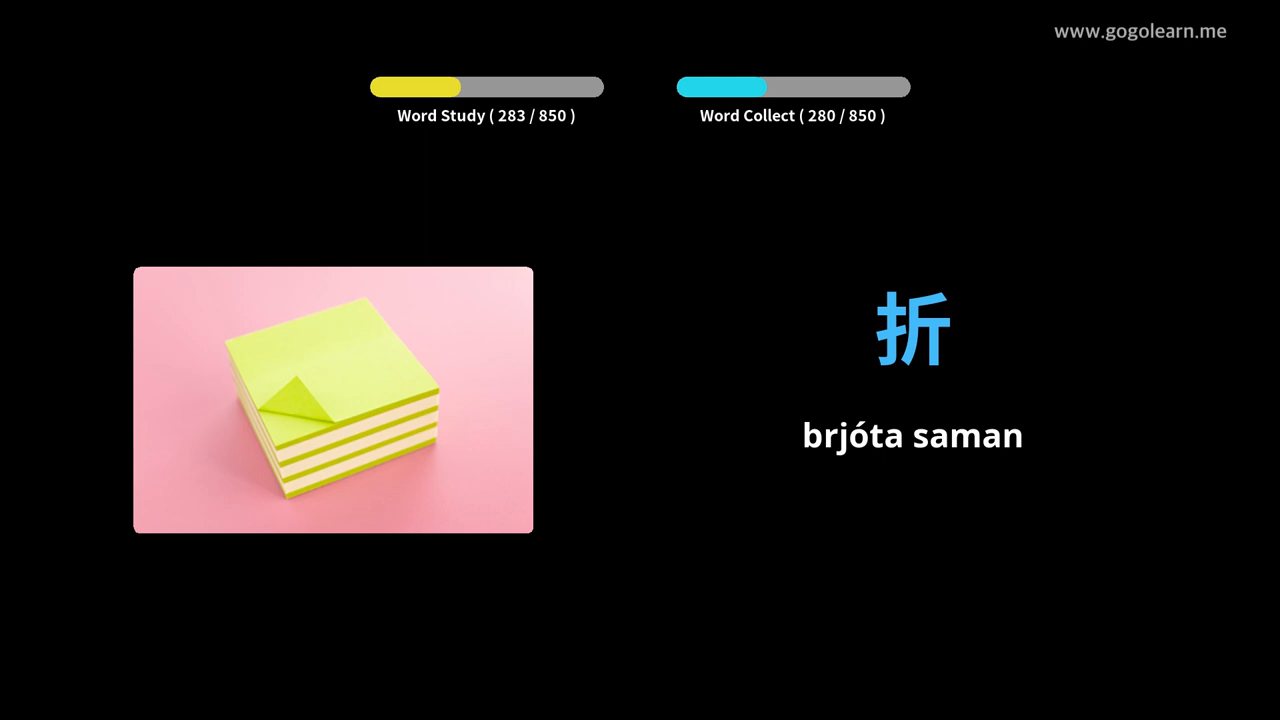 www.gogolearn.me
Word Study ( 283 / 850 )
Word Collect ( 280 / 850 )
折
brjóta saman